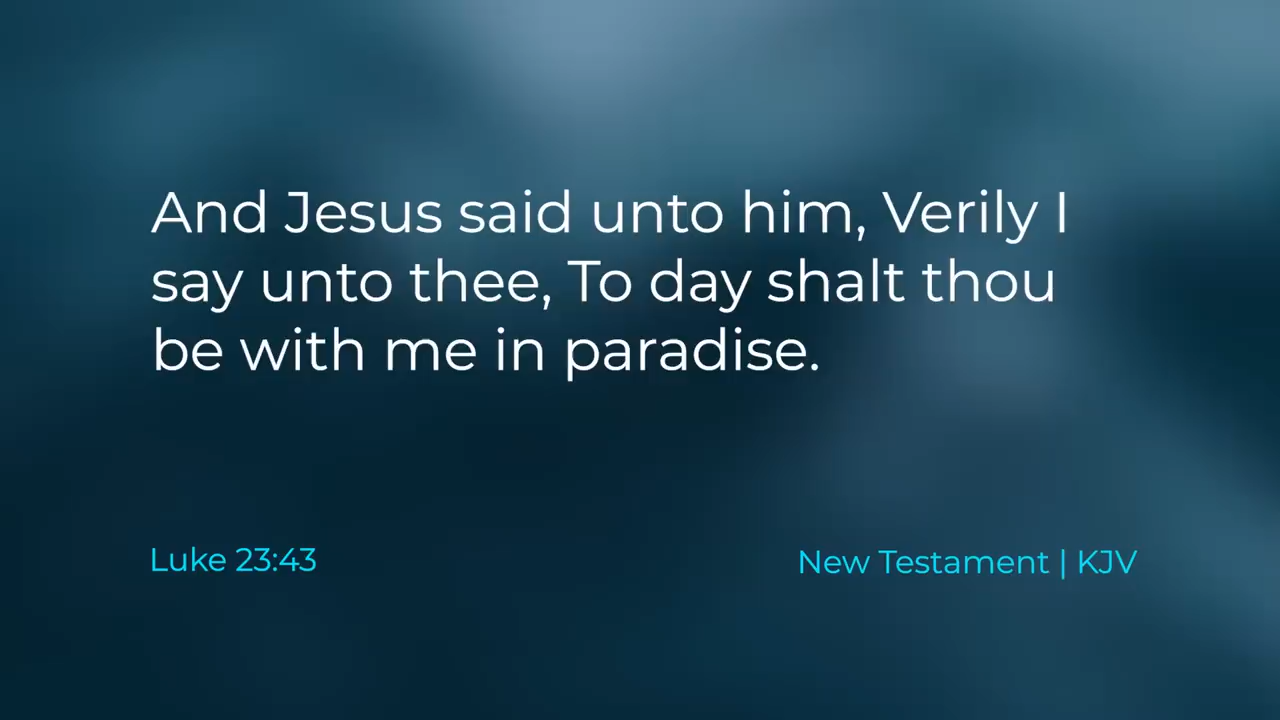 And Jesus said unto him, Verily I
say unto thee, To day shalt thou
be with me in paradise.
Luke 23:43
New Testament | KJV